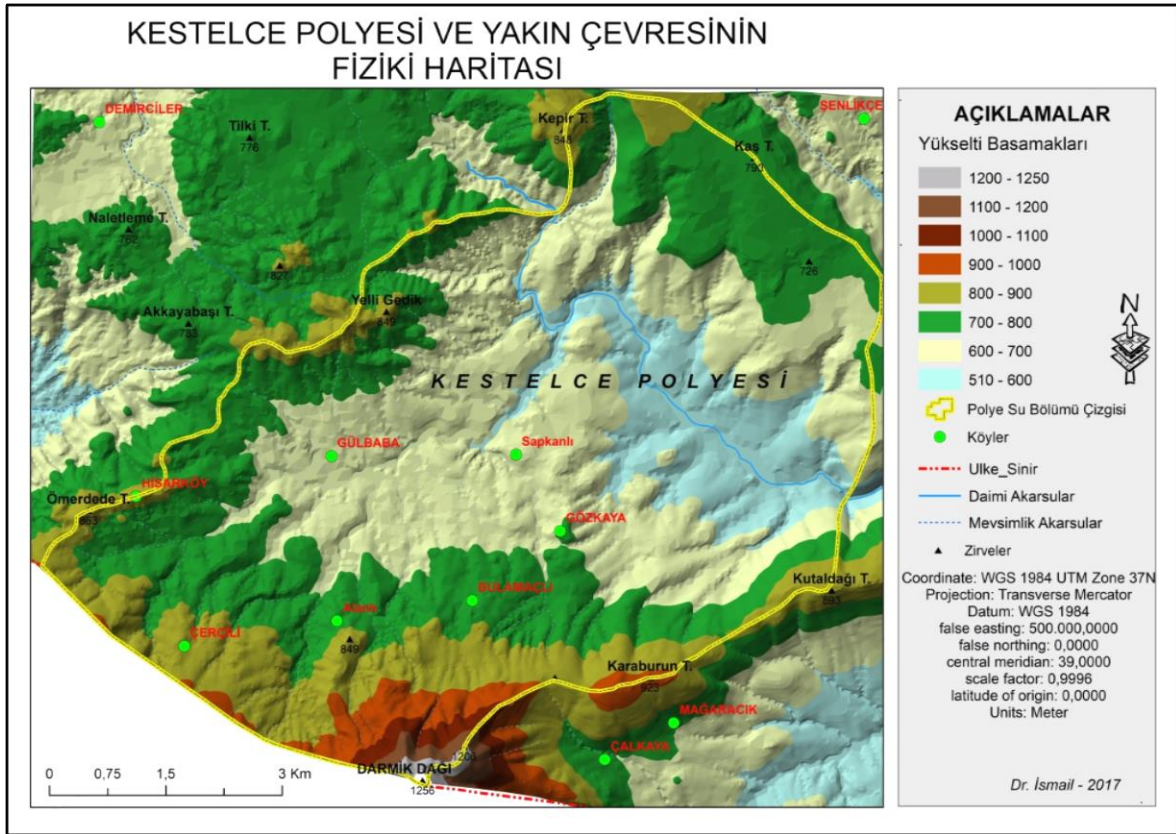 KESTELCE POLYESİ VE YAKIN ÇEVRESİNİN
FİZİKİ HARİTASI
DEMİRCİLER
Tilki T.
776
Kepir T.
848
ŞENLİKÇE
Kaş T.
790
Naletleme T.
762
827
726
Yelli Gedik
849
Akkayabaşı T.
783
KESTELCE POLYESİ
GÜLBABA
Sapkanlı
HİSARKÖY
Ömerdede T.
863
GÖZKAYA
BULAMAÇLI
Kutaldağı T.
893
ÇERÇİLİ
849
Karaburun T.
923
MAĞARACIK
ÇALKAYA
1200
DARMIK DAĞI
1256
0 0,75 1,5 3 Km
AÇIKLAMALAR
Yükselti Basamakları
1200 - 1250
1100 - 1200
1000 - 1100
900 - 1000
800 - 900
700 - 800
600 - 700
510 - 600
N
Polye Su Bölümü Çizgisi
Köyler
Ulke_Sinir
Daimi Akarsular
Mevsimlik Akarsular
Zirveler
Coordinate: WGS 1984 UTM Zone 37N
Projection: Transverse Mercator
Datum: WGS 1984
false easting: 500.000,0000
false northing: 0,0000
central meridian: 39,0000
scale factor: 0,9996
latitude of origin: 0,0000
Units: Meter
Dr. İsmail - 2017